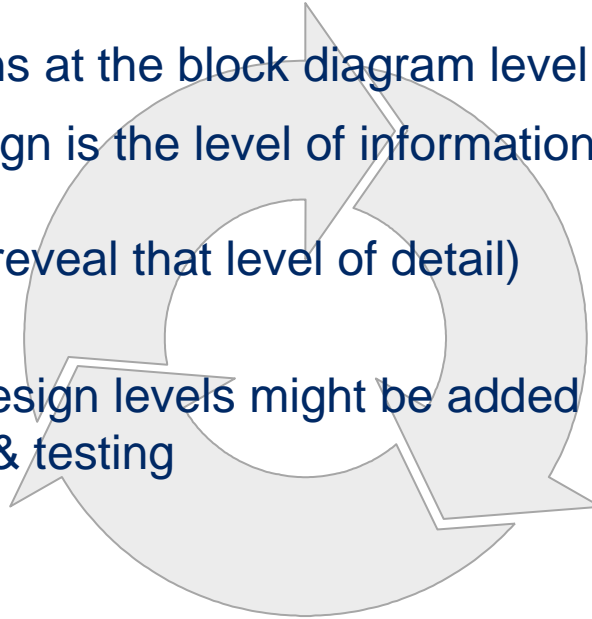 ns at the block diagram level
ign is the level of information
reveal that level of detail)
esign levels might be added
& testing